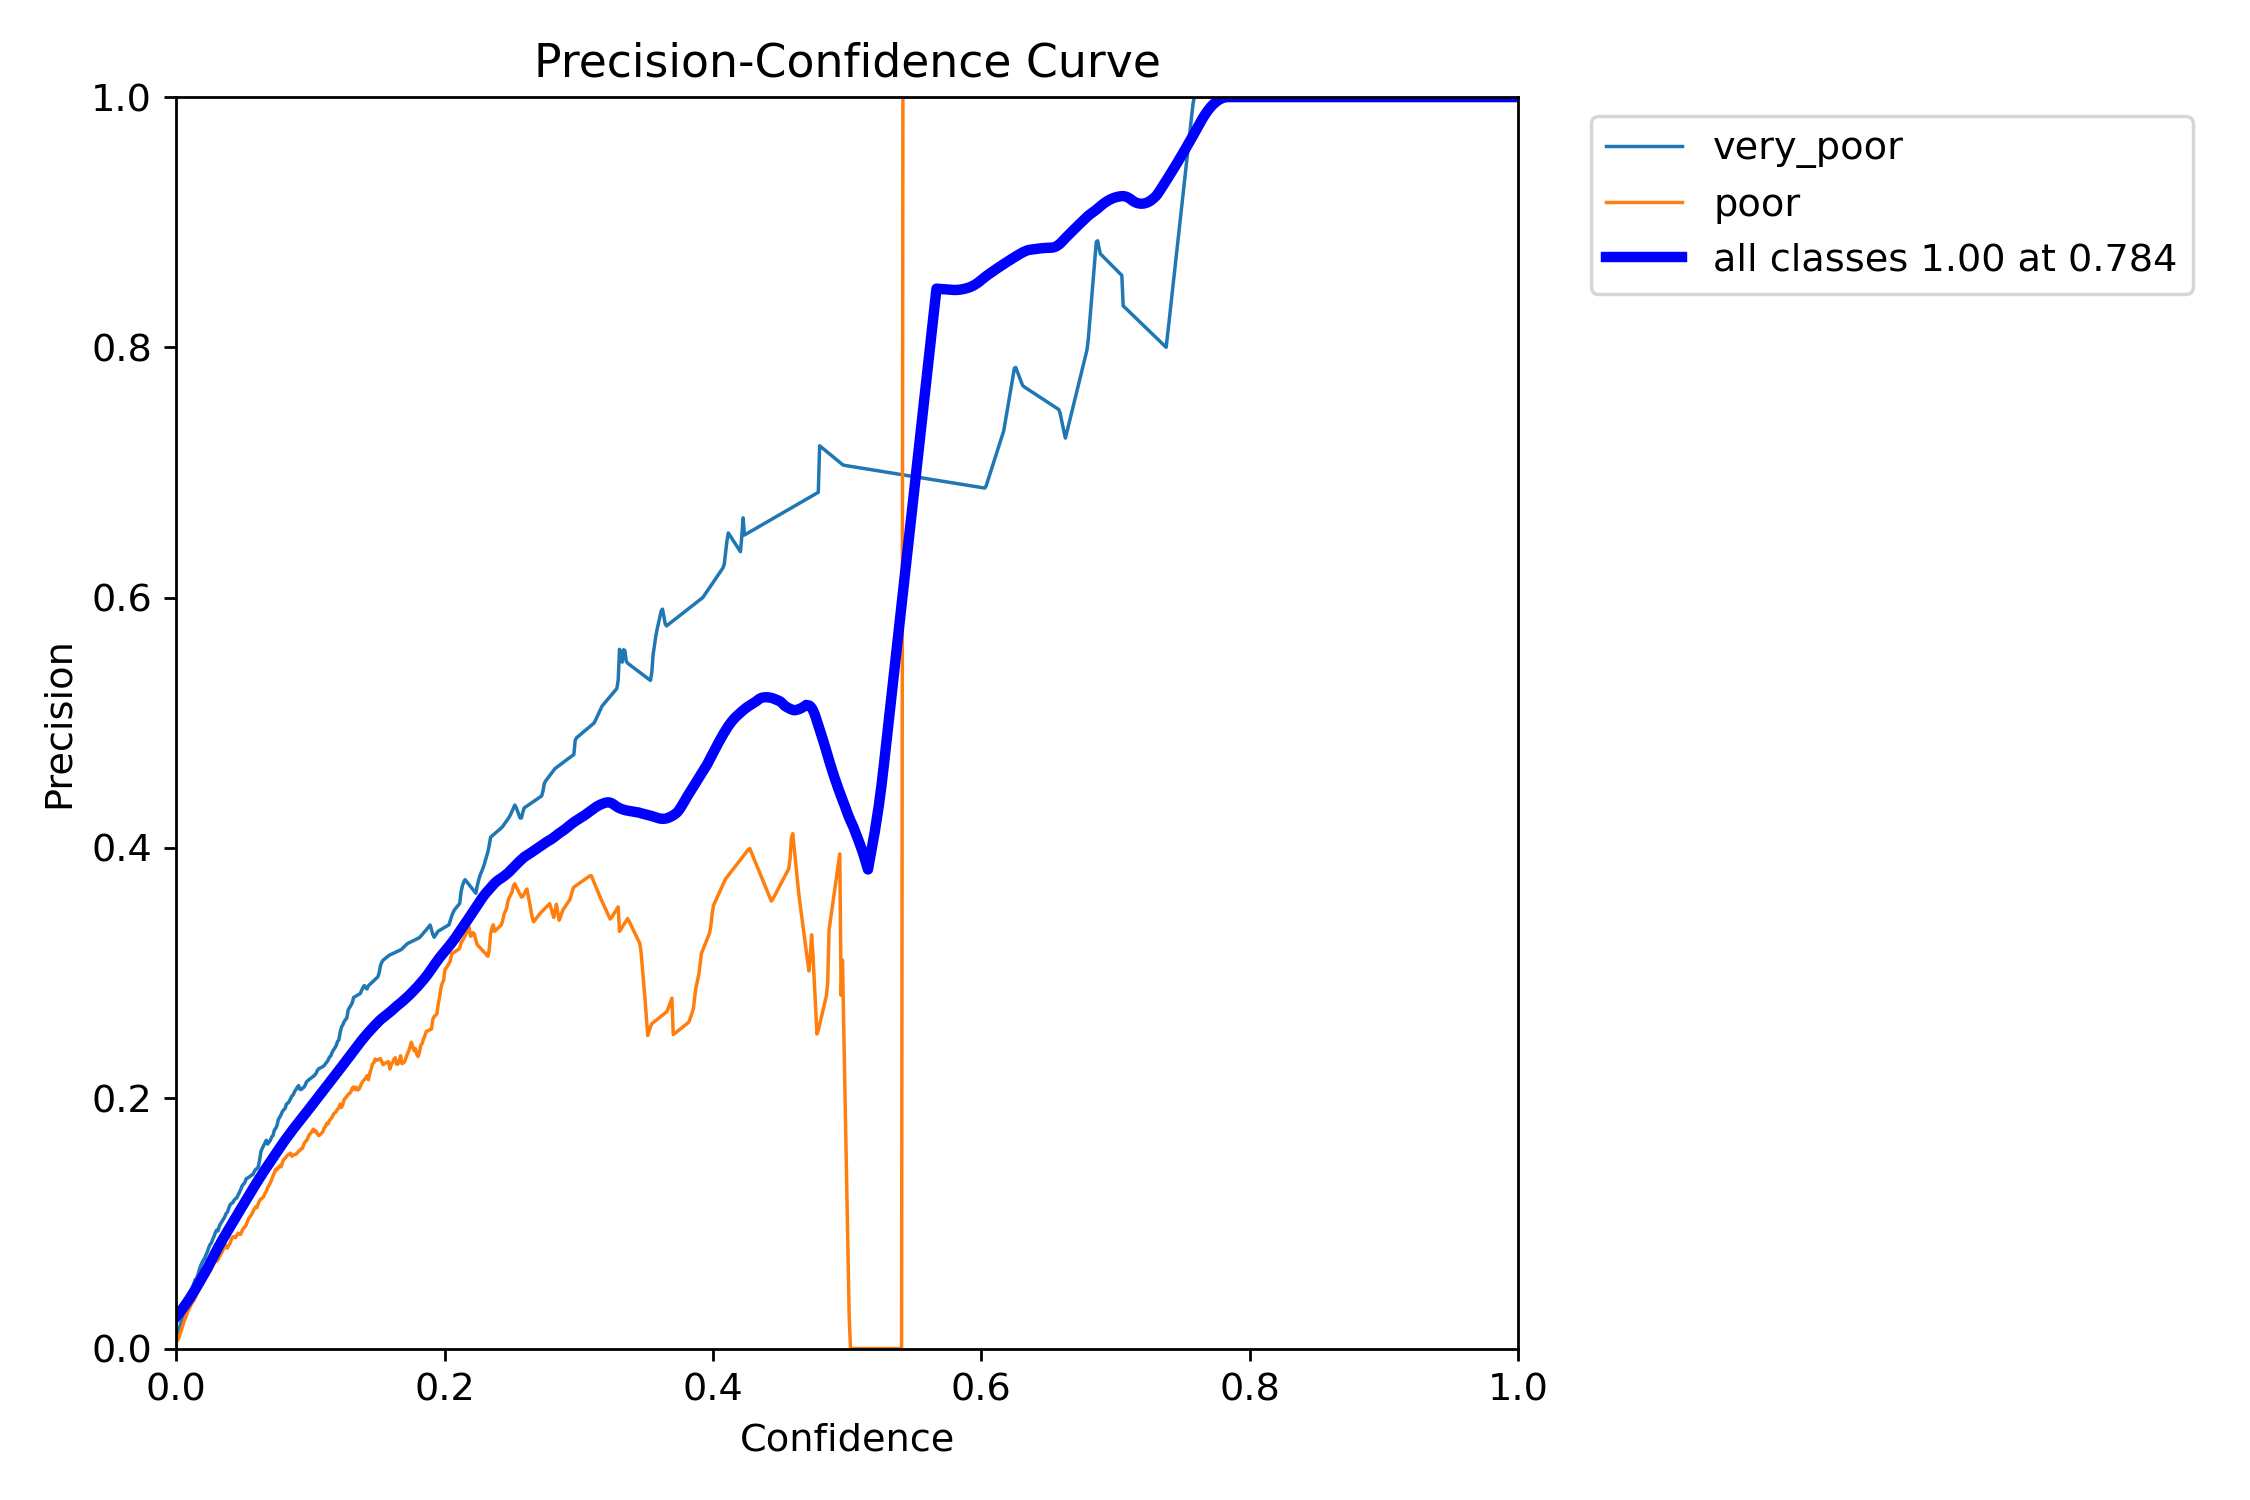 Precision-Confidence Curve
1.0
0.8
0.6
0.4
0.2
0.0
Precision
0.0 0.2 0.4 0.6 0.8 1.0
Confidence
very_poor
poor
all classes 1.00 at 0.784